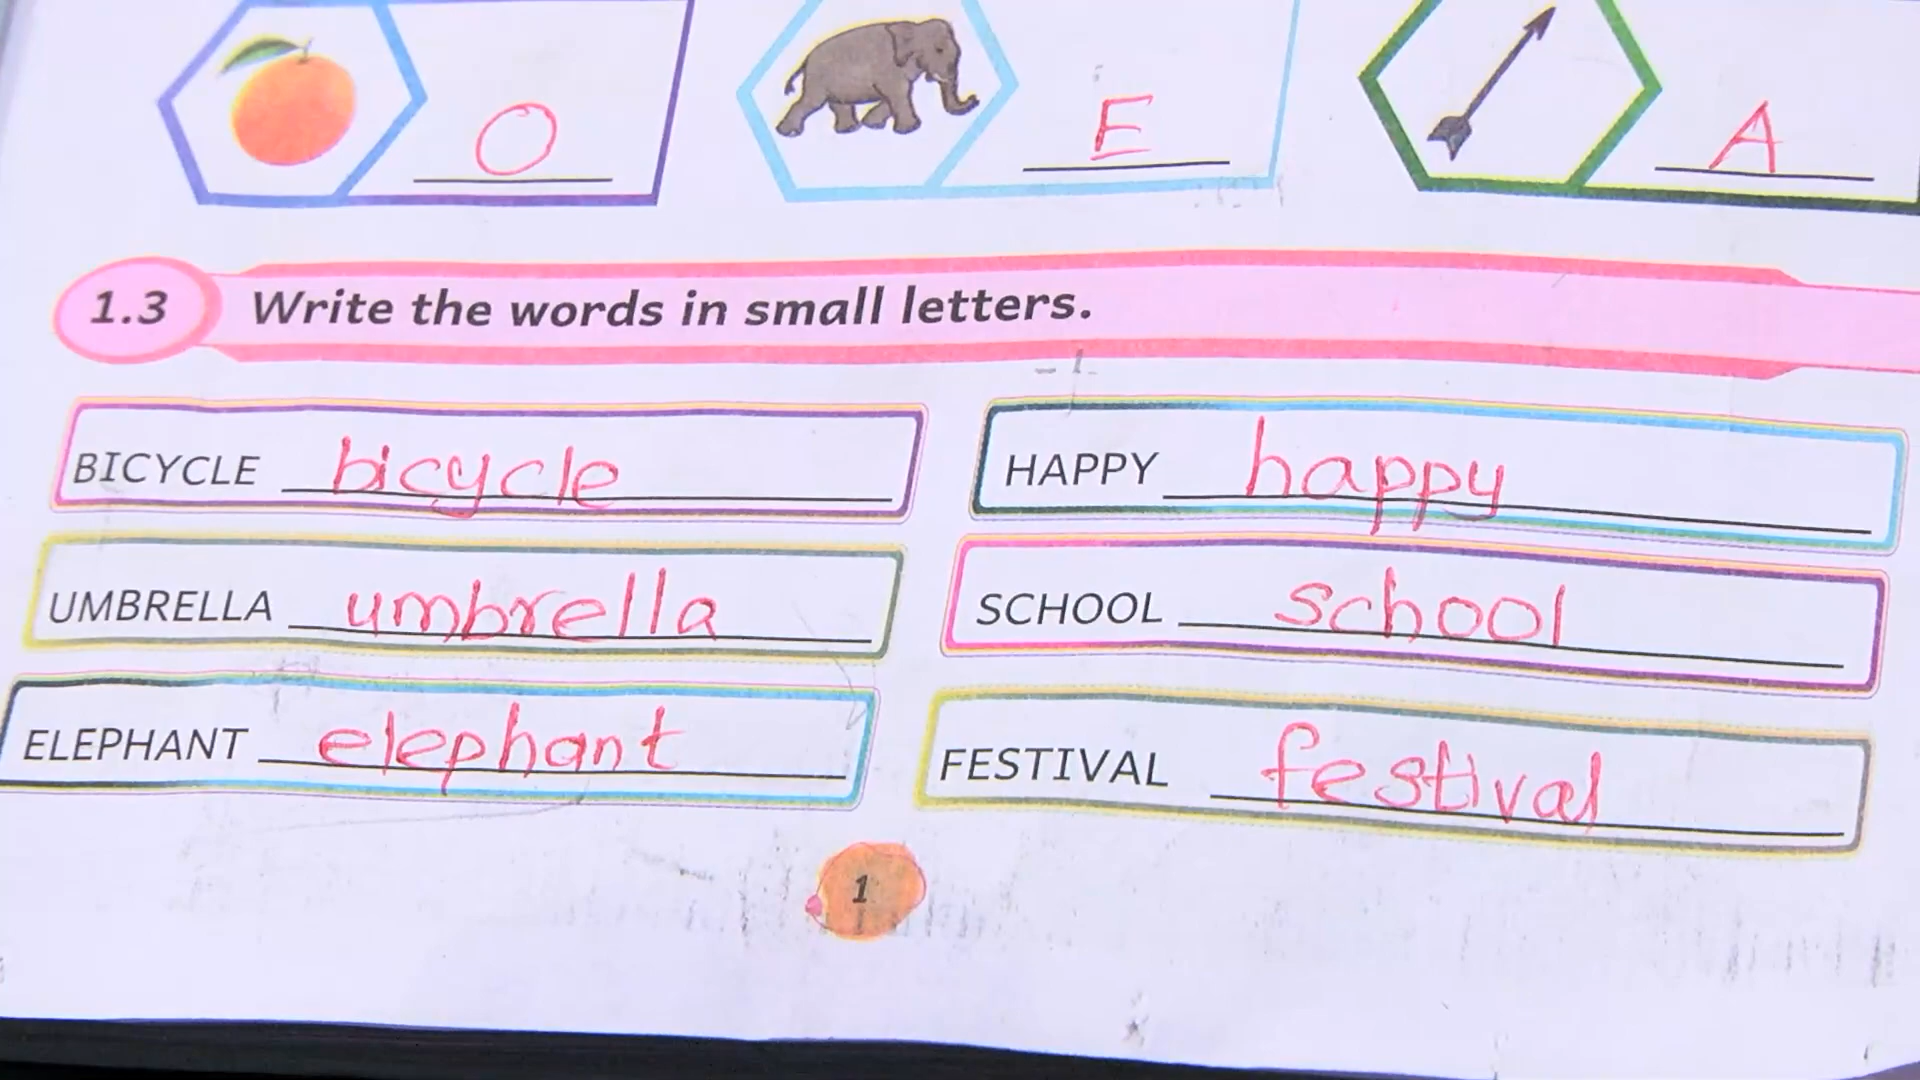 O E A
1.3 Write the words in small letters.
BICYCLE bicycle HAPPY happy
UMBRELLA umbrella SCHOOL school
ELEPHANT elephant FESTIVAL festival
1